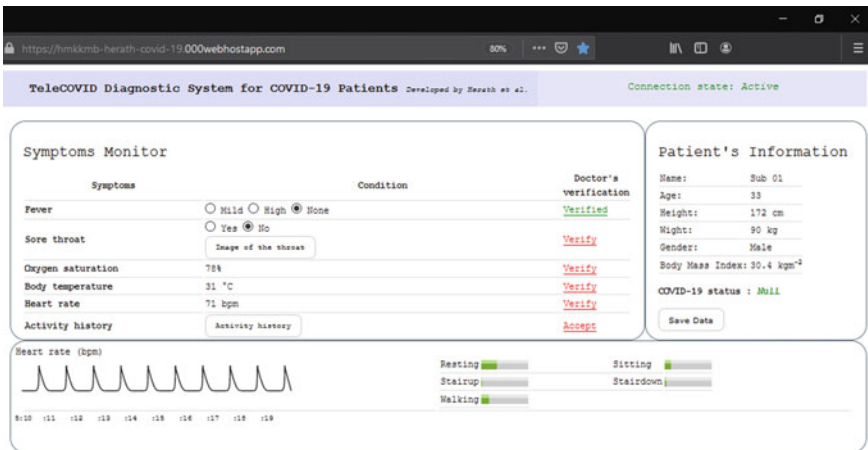 https://hmkkmb-herath-covid-19.000webhostapp.com 80%
TeleCOVID Diagnostic System for COVID-19 Patients Developed by Herath et al. Connection state: Active
Symptoms Monitor
Symptoms Condition Doctor's verification
Fever Mild High None Verified
Sore throat Yes No Verify
Image of the throat
Oxygen saturation 78% Verify
Body temperature 31 °C Verify
Heart rate 71 bpm Verify
Activity history Activity history Accept
Patient's Information
Name: Sub 01
Age: 33
Height: 172 cm
Wight: 90 kg
Gender: Male
Body Mass Index: 30.4 kgm⁻²
COVID-19 status : Null
Save Data
Heart rate (bpm)
8:10 :11 :12 :13 :14 :15 :16 :17 :18 :19
Resting Sitting
Stairup Stairdown
Walking